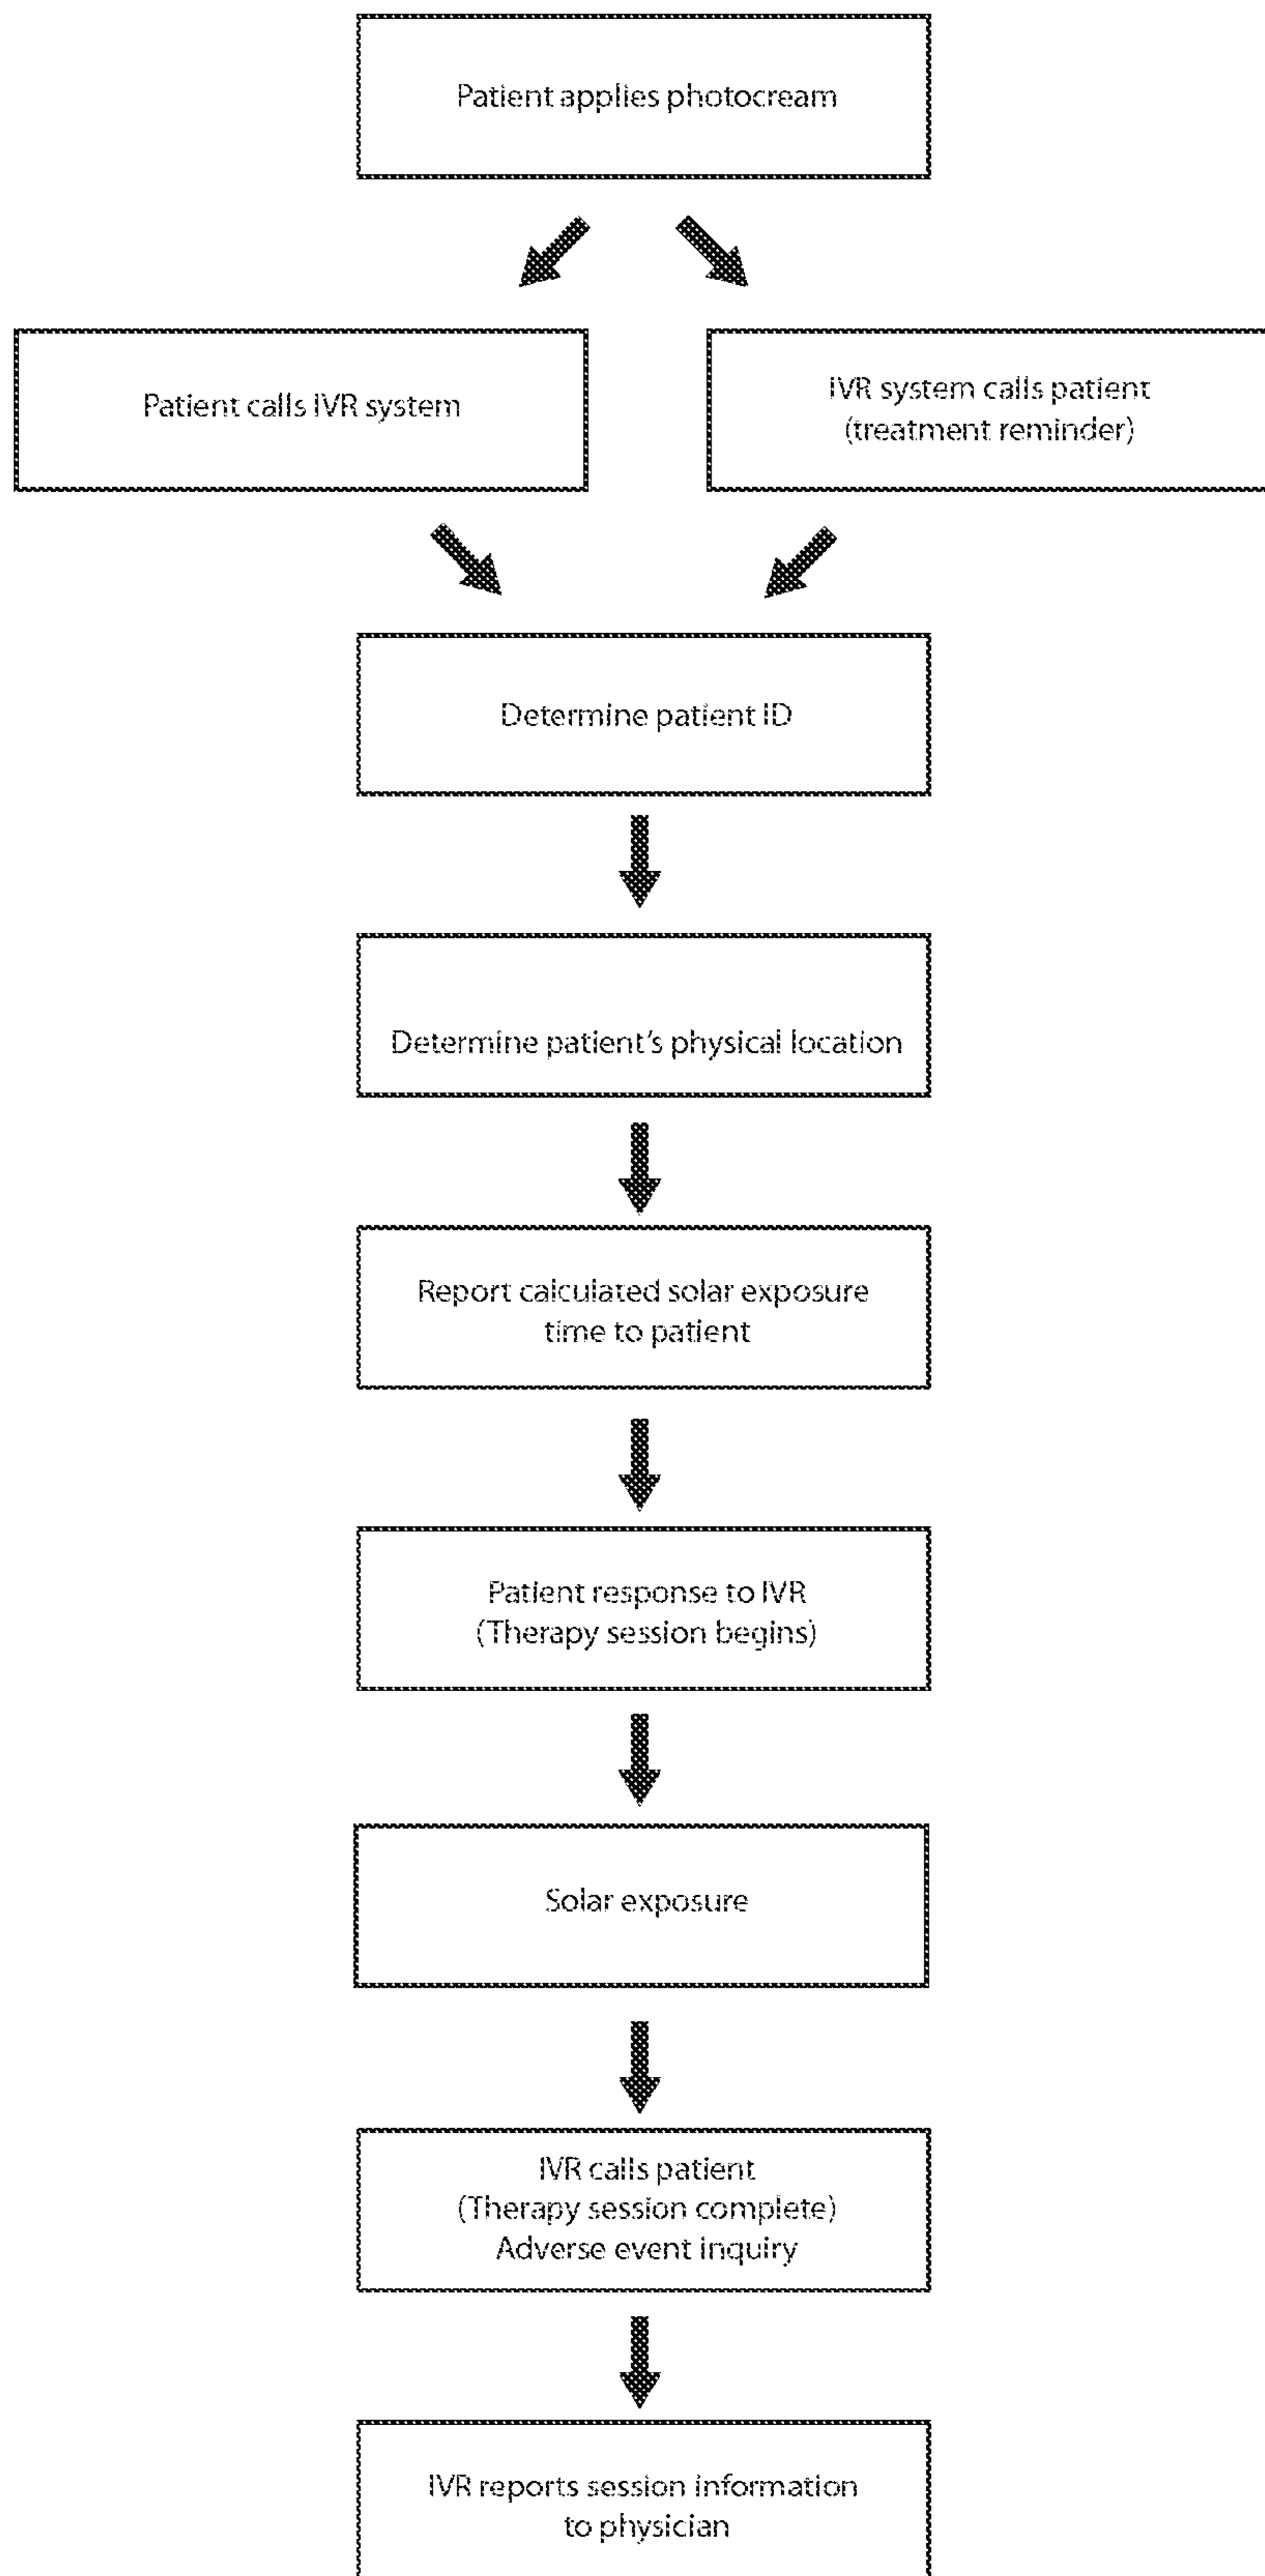 Patient applies photocream
Patient calls IVR system
IVR system calls patient
(treatment reminder)
Determine patient ID
Determine patient's physical location
Report calculated solar exposure
time to patient
Patient response to IVR
(Therapy session begins)
Solar exposure
IVR calls patient
(Therapy session complete)
Adverse event inquiry
IVR reports session information
to physician